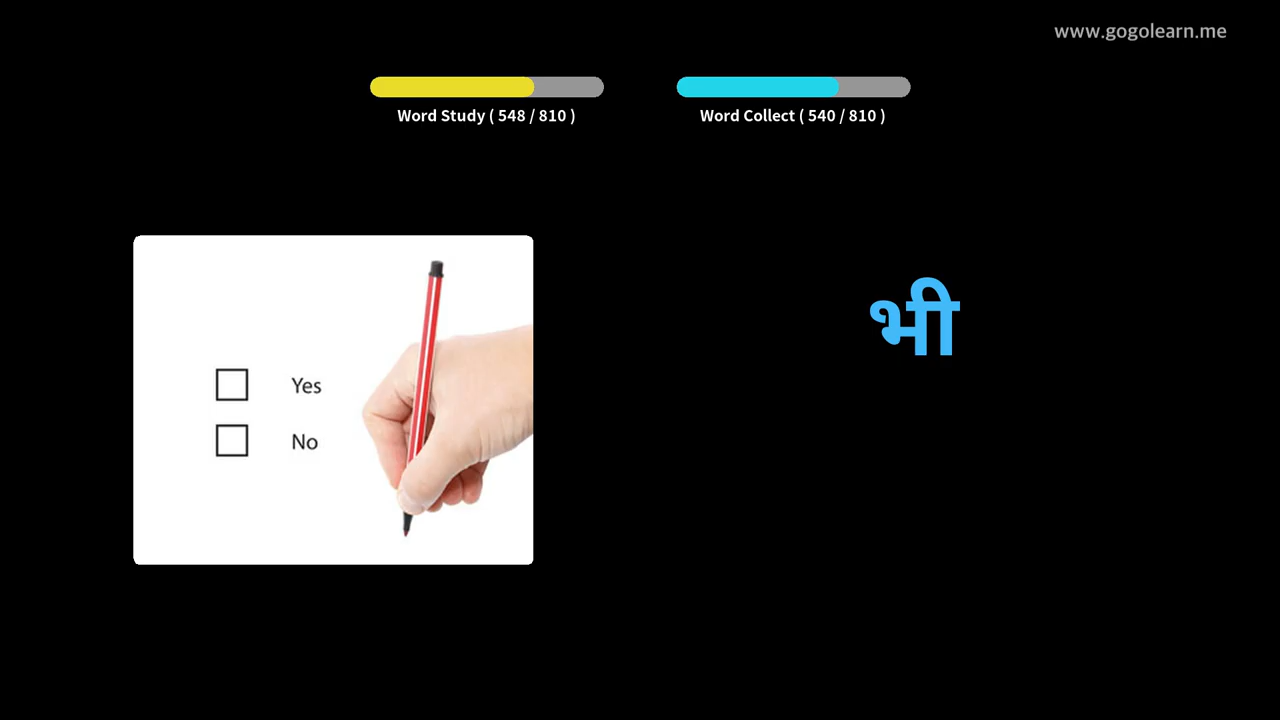 www.gogolearn.me
Word Study ( 548 / 810 )
Word Collect ( 540 / 810 )
भी
Yes
No